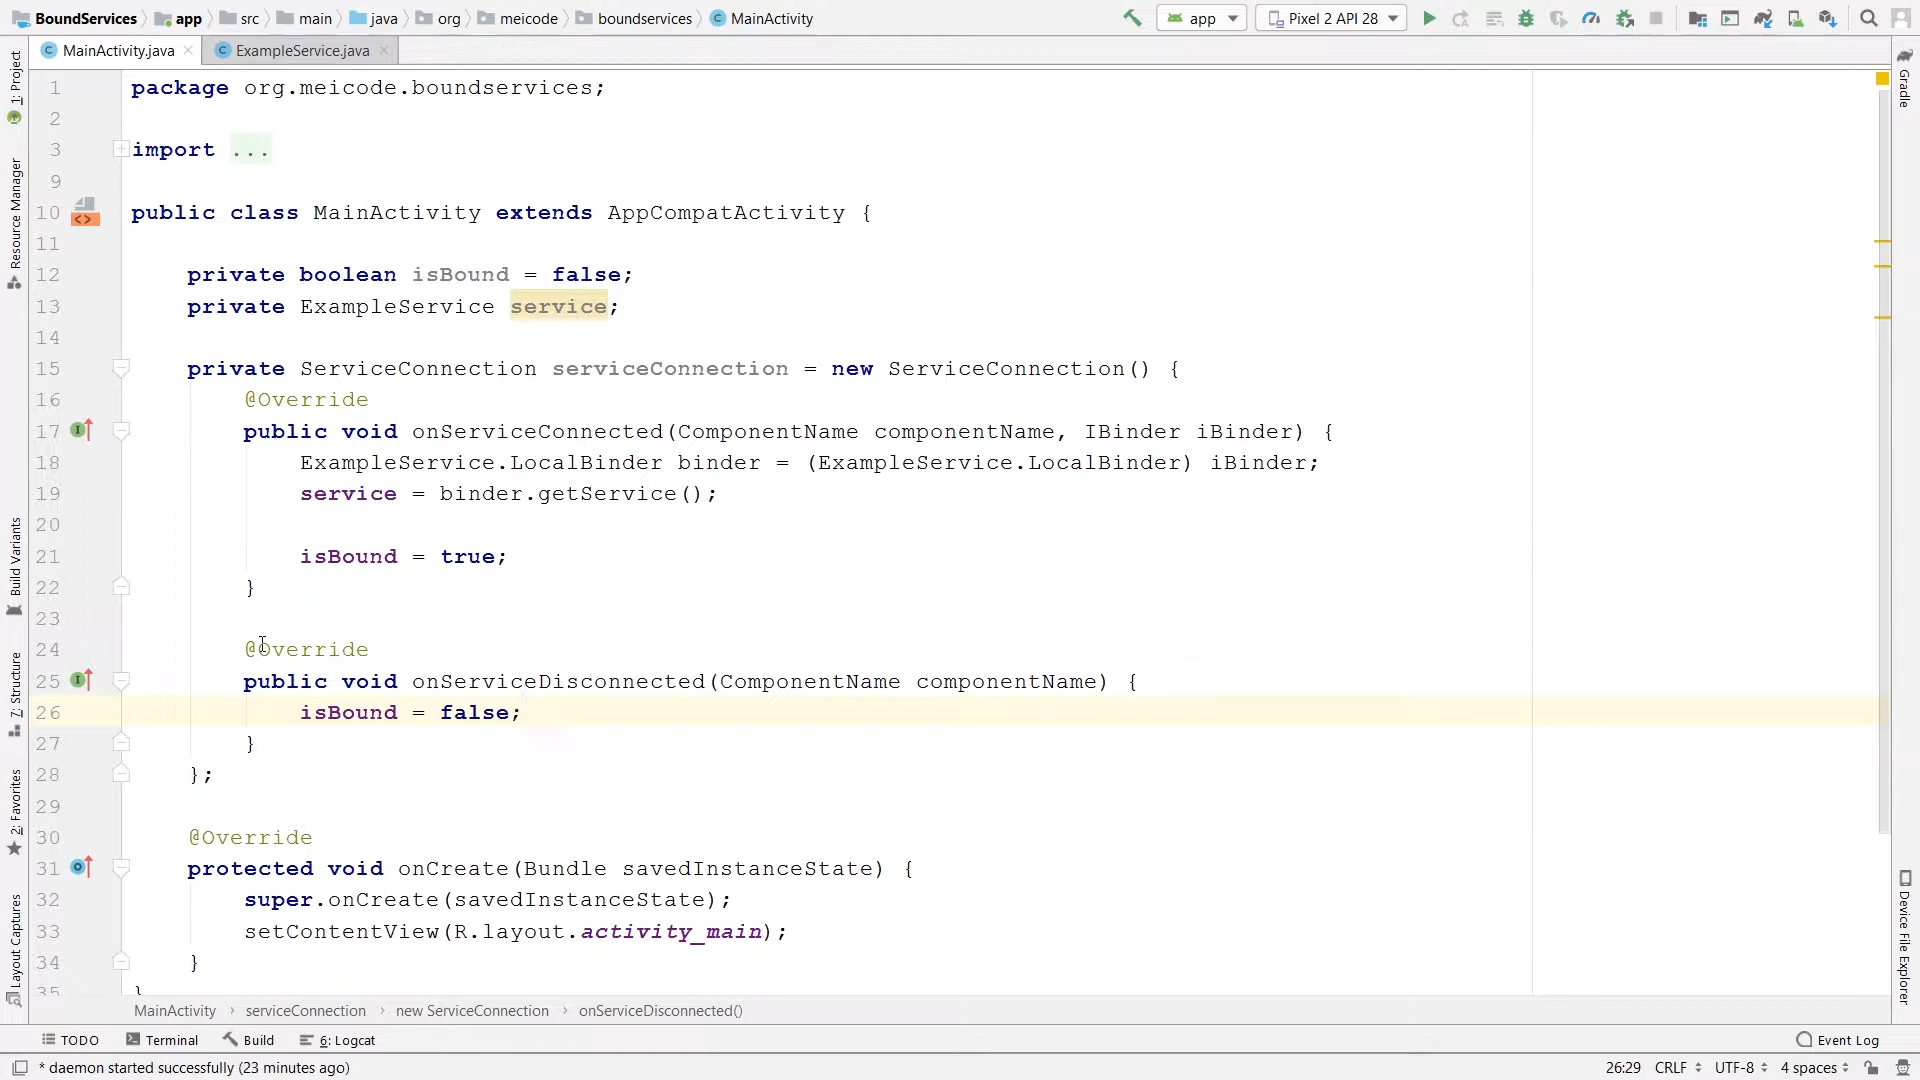 BoundServices > app > src > main > java > org > meicode > boundservices > MainActivity
app
Pixel 2 API 28
MainActivity.java
ExampleService.java
1: Project
Resource Manager
Build Variants
7: Structure
2: Favorites
Layout Captures
Gradle
Device File Explorer
1 package org.meicode.boundservices;
2
3 import ...
9
10 public class MainActivity extends AppCompatActivity {
11
12 private boolean isBound = false;
13 private ExampleService service;
14
15 private ServiceConnection serviceConnection = new ServiceConnection() {
16 @Override
17 public void onServiceConnected(ComponentName componentName, IBinder iBinder) {
18 ExampleService.LocalBinder binder = (ExampleService.LocalBinder) iBinder;
19 service = binder.getService();
20
21 isBound = true;
22 }
23
24 @Override
25 public void onServiceDisconnected(ComponentName componentName) {
26 isBound = false;
27 }
28 };
29
30 @Override
31 protected void onCreate(Bundle savedInstanceState) {
32 super.onCreate(savedInstanceState);
33 setContentView(R.layout.activity_main);
34 }
35 }
MainActivity > serviceConnection > new ServiceConnection > onServiceDisconnected()
TODO
Terminal
Build
6: Logcat
Event Log
* daemon started successfully (23 minutes ago)
26:29 CRLF UTF-8 4 spaces